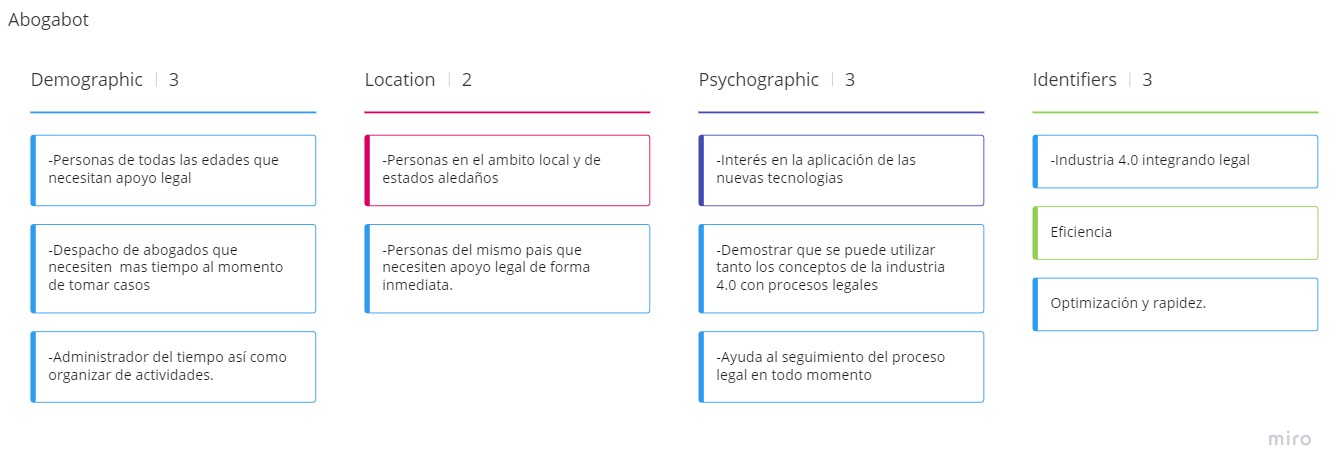 Abogabot
Demographic | 3
-Personas de todas las edades que
necesitan apoyo legal
-Despacho de abogados que
necesiten  mas tiempo al momento
de tomar casos
-Administrador del tiempo así como
organizar de actividades.
Location | 2
-Personas en el ambito local y de
estados aledaños
-Personas del mismo pais que
necesiten apoyo legal de forma
inmediata.
Psychographic | 3
-Interés en la aplicación de las
nuevas tecnologias
-Demostrar que se puede utilizar
tanto los conceptos de la industria
4.0 con procesos legales
-Ayuda al seguimiento del proceso
legal en todo momento
Identifiers | 3
-Industria 4.0 integrando legal
Eficiencia
Optimización y rapidez.
miro